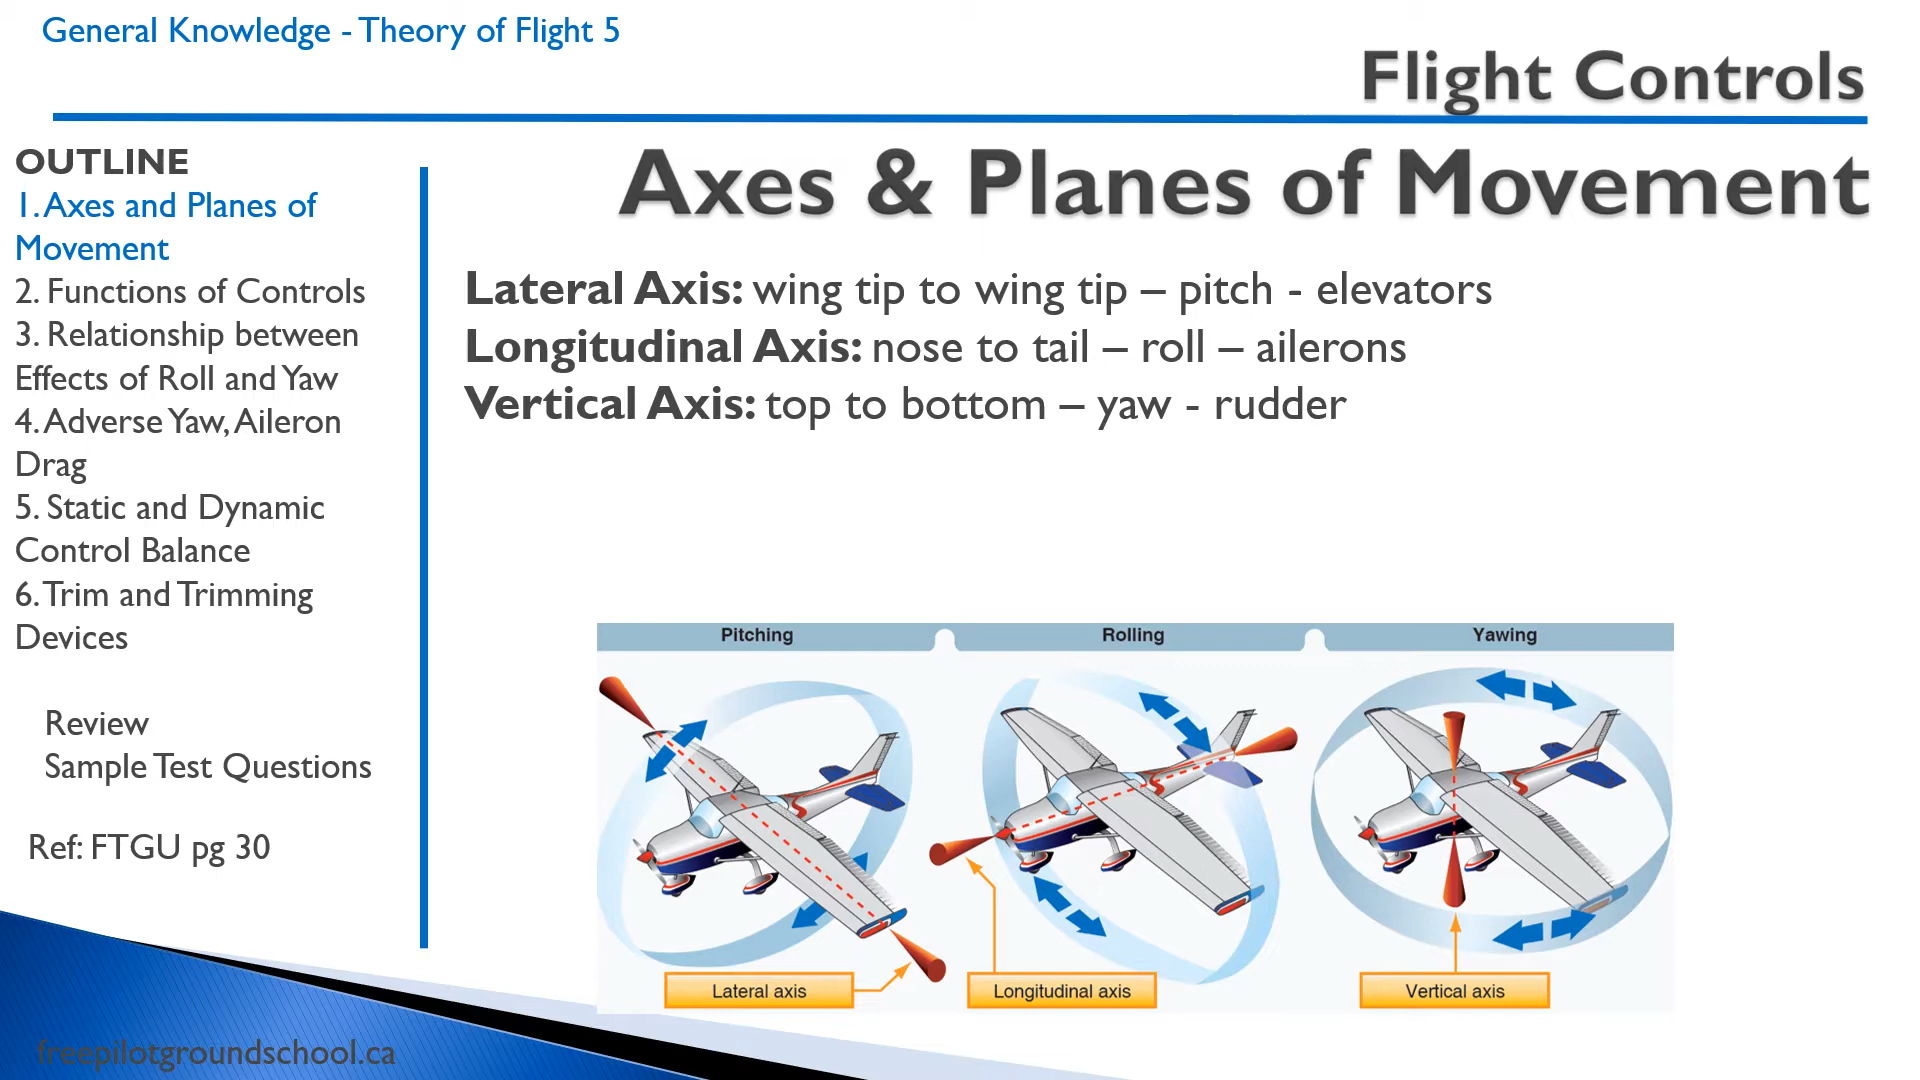 General Knowledge - Theory of Flight 5
Flight Controls
OUTLINE
1. Axes and Planes of
Movement
2. Functions of Controls
3. Relationship between
Effects of Roll and Yaw
4. Adverse Yaw, Aileron
Drag
5. Static and Dynamic
Control Balance
6. Trim and Trimming
Devices
Review
Sample Test Questions
Ref: FTGU pg 30
freepilotgroundschool.ca
Axes & Planes of Movement
Lateral Axis: wing tip to wing tip – pitch - elevators
Longitudinal Axis: nose to tail – roll – ailerons
Vertical Axis: top to bottom – yaw - rudder
Pitching
Rolling
Yawing
Lateral axis
Longitudinal axis
Vertical axis